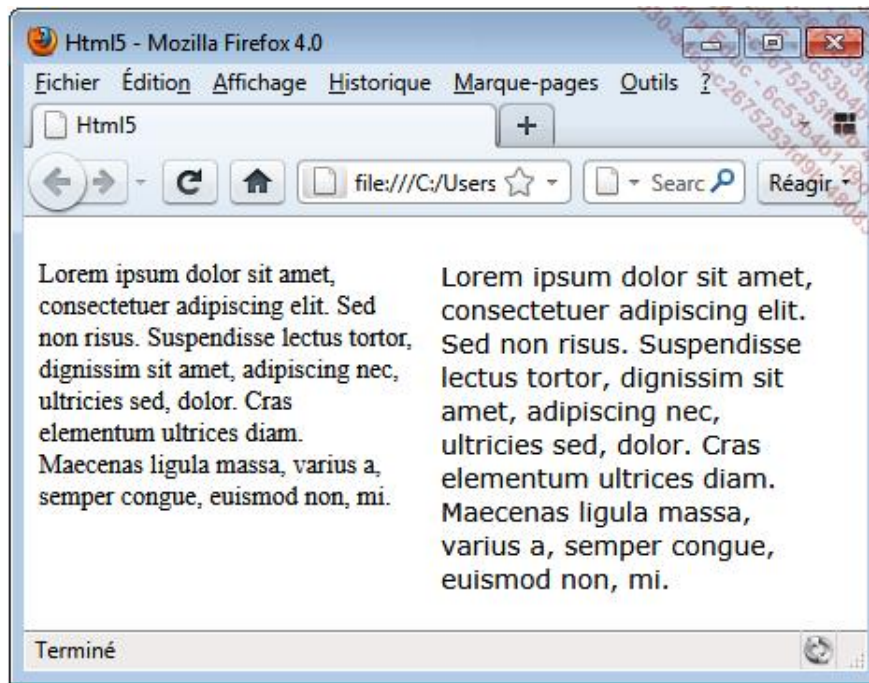 Html5 - Mozilla Firefox 4.0
Fichier Édition Affichage Historique Marque-pages Outils ?
Html5
file:///C:/Users Searc Réagir
Lorem ipsum dolor sit amet,
consectetuer adipiscing elit. Sed
non risus. Suspendisse lectus tortor,
dignissim sit amet, adipiscing nec,
ultricies sed, dolor. Cras
elementum ultrices diam.
Maecenas ligula massa, varius a,
semper congue, euismod non, mi.
Lorem ipsum dolor sit amet,
consectetuer adipiscing elit.
Sed non risus. Suspendisse
lectus tortor, dignissim sit
amet, adipiscing nec,
ultricies sed, dolor. Cras
elementum ultrices diam.
Maecenas ligula massa,
varius a, semper congue,
euismod non, mi.
Terminé